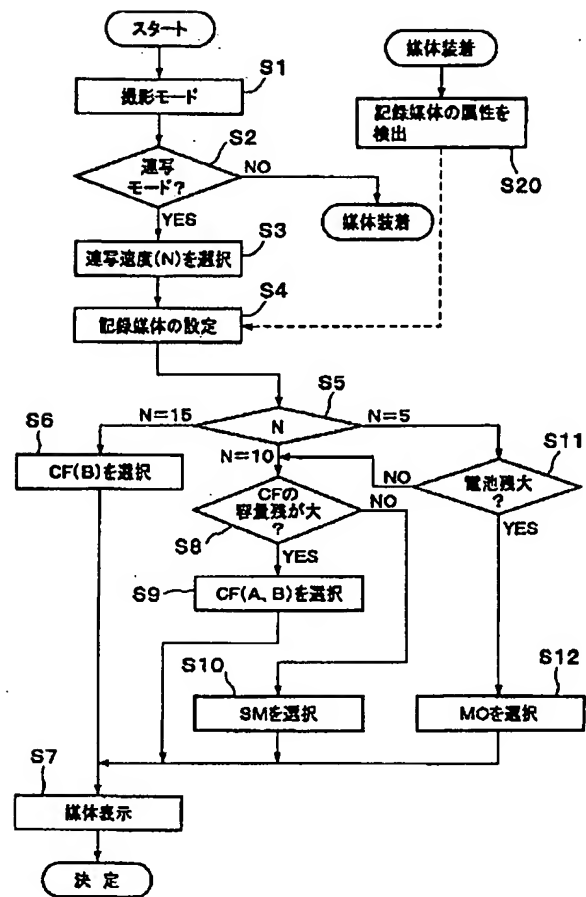 スタート
S1
撮影モード
S2
連写
モード?
NO
YES
媒体装着
S3
連写速度(N)を選択
S4
記録媒体の設定
媒体装着
記録媒体の属性を
検出
S20
S5
N
N=15
N=10
N=5
S6
CF(B)を選択
S11
電池残大
?
NO
YES
CFの
容量残が大
?
S8
NO
YES
S9
CF(A、B)を選択
S10
SMを選択
S12
MOを選択
S7
媒体表示
決定